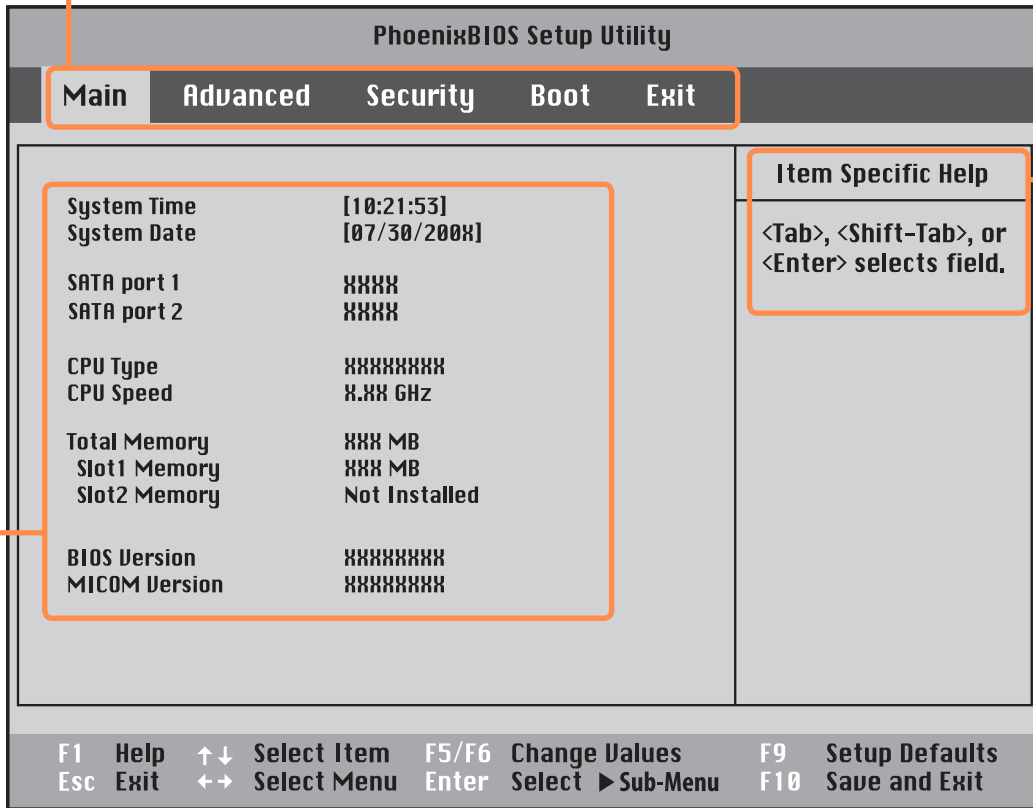 PhoenixBIOS Setup Utility
Main Advanced Security Boot Exit
System Time [10:21:53]
System Date [07/30/200X]
SATA port 1 XXXX
SATA port 2 XXXX
CPU Type XXXXXXXX
CPU Speed X.XX GHz
Total Memory XXX MB
Slot1 Memory XXX MB
Slot2 Memory Not Installed
BIOS Version XXXXXXXX
MICOM Version XXXXXXXX
Item Specific Help
<Tab>, <Shift-Tab>, or
<Enter> selects field.
F1 Help ↑↓ Select Item F5/F6 Change Values F9 Setup Defaults
Esc Exit ←→ Select Menu Enter Select ▶ Sub-Menu F10 Save and Exit